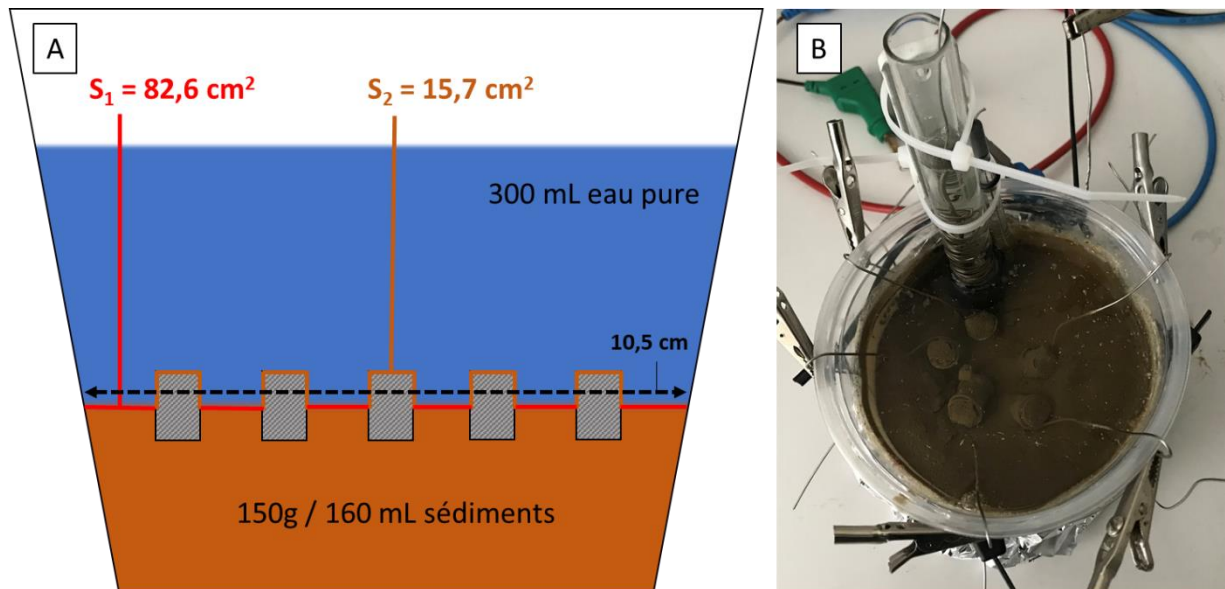 A
S₁ = 82,6 cm²
S₂ = 15,7 cm²
300 mL eau pure
10,5 cm
150g / 160 mL sédiments
B